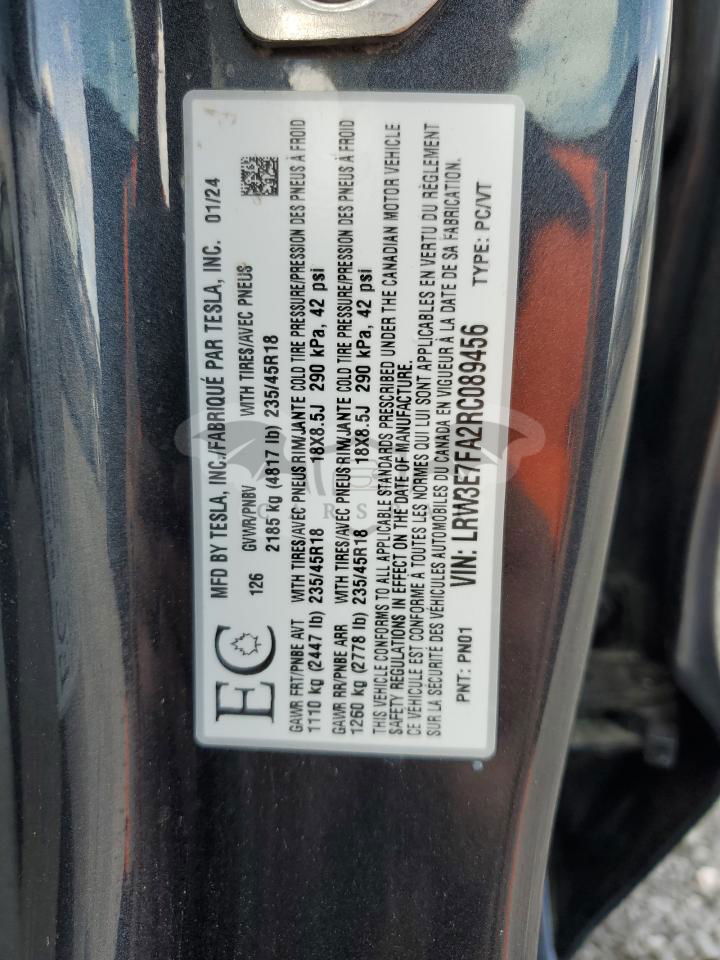 MFD BY TESLA, INC./FABRIQUÉ PAR TESLA, INC. 01/24
126 GVWR/PNBV WITH TIRES/AVEC PNEUS
2185 kg (4817 lb) 235/45R18
EC
GAWR FRT/PNBE AVT WITH TIRES/AVEC PNEUS RIM/JANTE COLD TIRE PRESSURE/PRESSION DES PNEUS À FROID
1110 kg (2447 lb) 235/45R18 18X8.5J 290 kPa, 42 psi
GAWR RR/PNBE ARR WITH TIRES/AVEC PNEUS RIM/JANTE COLD TIRE PRESSURE/PRESSION DES PNEUS À FROID
1260 kg (2778 lb) 235/45R18 18X8.5J 290 kPa, 42 psi
THIS VEHICLE CONFORMS TO ALL APPLICABLE STANDARDS PRESCRIBED UNDER THE CANADIAN MOTOR VEHICLE
SAFETY REGULATIONS IN EFFECT ON THE DATE OF MANUFACTURE.
CE VÉHICULE EST CONFORME À TOUTES LES NORMES QUI LUI SONT APPLICABLES EN VERTU DU RÈGLEMENT
SUR LA SÉCURITÉ DES VÉHICULES AUTOMOBILES DU CANADA EN VIGUEUR À LA DATE DE SA FABRICATION.
PNT: PN01 VIN: LRW3E7FA2RC089456 TYPE: PC/VT